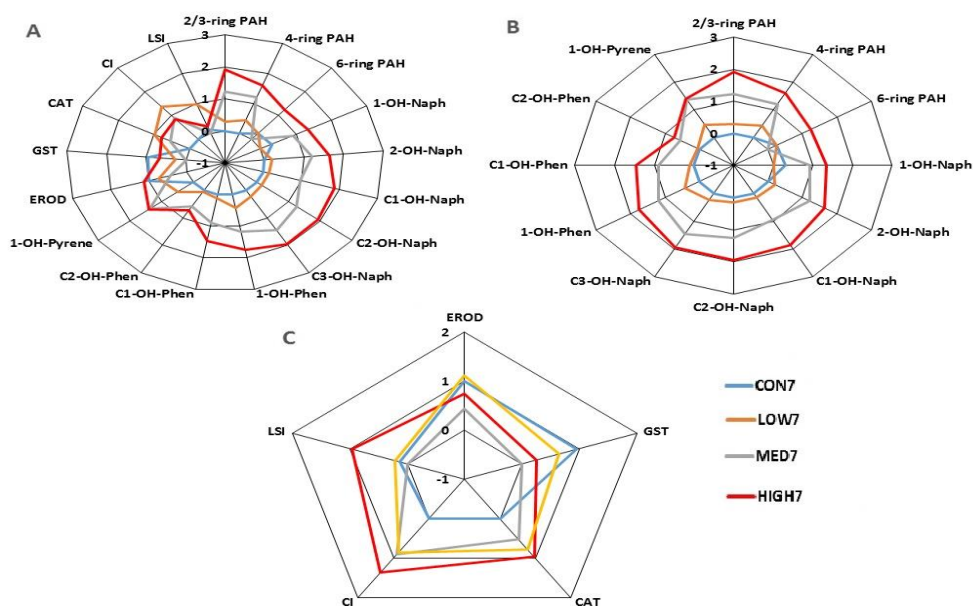 A
2/3-ring PAH
4-ring PAH
6-ring PAH
1-OH-Naph
2-OH-Naph
C1-OH-Naph
C2-OH-Naph
C3-OH-Naph
1-OH-Phen
C1-OH-Phen
C2-OH-Phen
1-OH-Pyrene
EROD
GST
CAT
CI
LSI
3
2
1
0
-1
B
2/3-ring PAH
4-ring PAH
6-ring PAH
1-OH-Naph
2-OH-Naph
C1-OH-Naph
C2-OH-Naph
C3-OH-Naph
1-OH-Phen
C1-OH-Phen
C2-OH-Phen
1-OH-Pyrene
3
2
1
0
-1
C
EROD
GST
CAT
CI
LSI
2
1
0
-1
CON7
LOW7
MED7
HIGH7